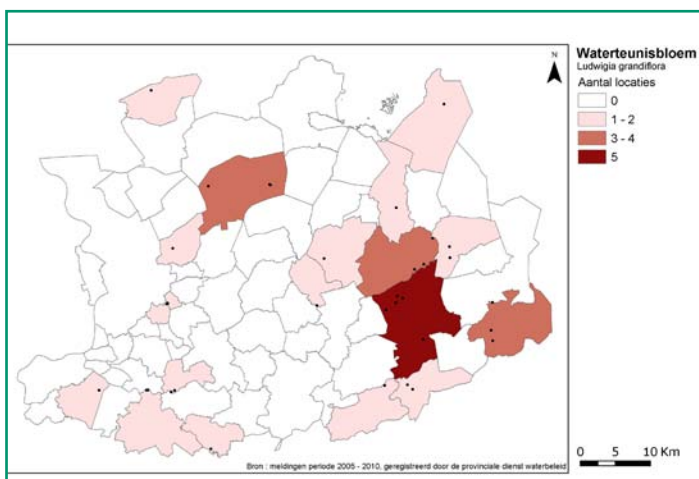 N
Waterteunisbloem
Ludwigia grandiflora
Aantal locaties
0
1 - 2
3 - 4
5
0 5 10 Km
Bron : meldingen periode 2005 - 2010, geregistreerd door de provinciale dienst waterbeleid